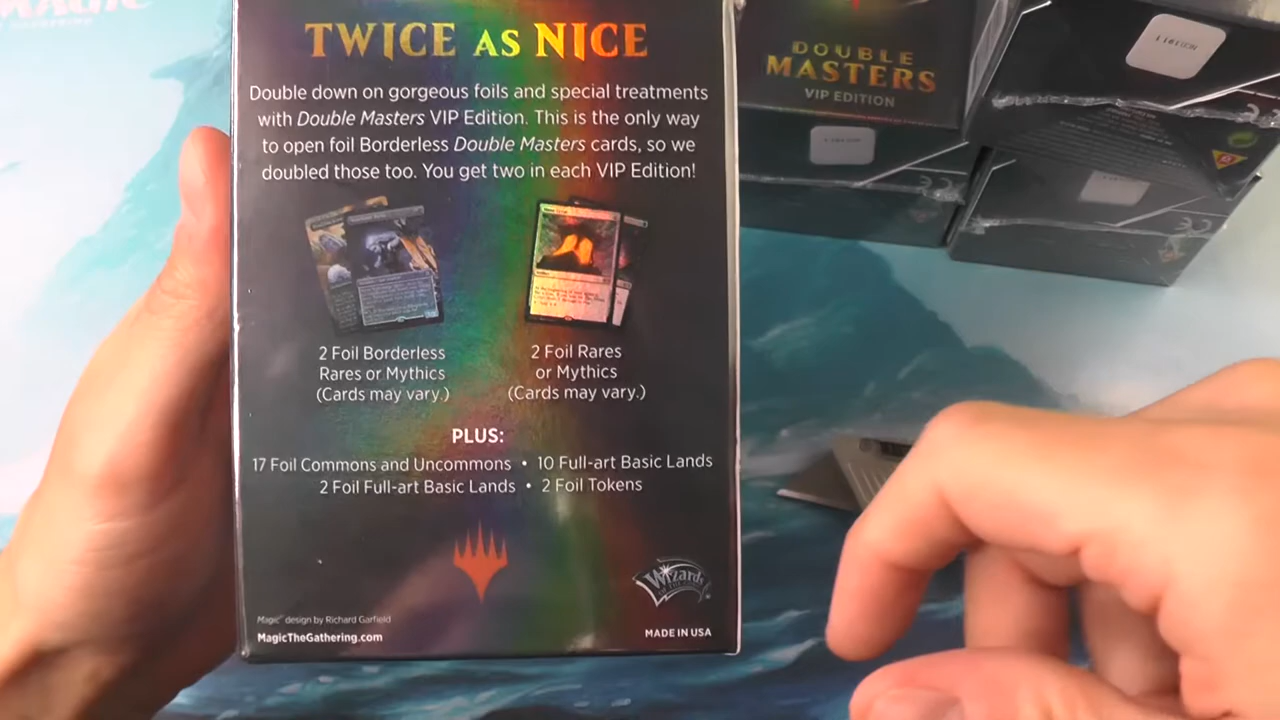 TWICE AS NICE
Double down on gorgeous foils and special treatments
with Double Masters VIP Edition. This is the only way
to open foil Borderless Double Masters cards, so we
doubled those too. You get two in each VIP Edition!
2 Foil Borderless
Rares or Mythics
(Cards may vary.)
2 Foil Rares
or Mythics
(Cards may vary.)
PLUS:
17 Foil Commons and Uncommons • 10 Full-art Basic Lands
2 Foil Full-art Basic Lands • 2 Foil Tokens
Wizards
Magic™ design by Richard Garfield
MagicTheGathering.com
MADE IN USA
DOUBLE
MASTERS
VIP EDITION